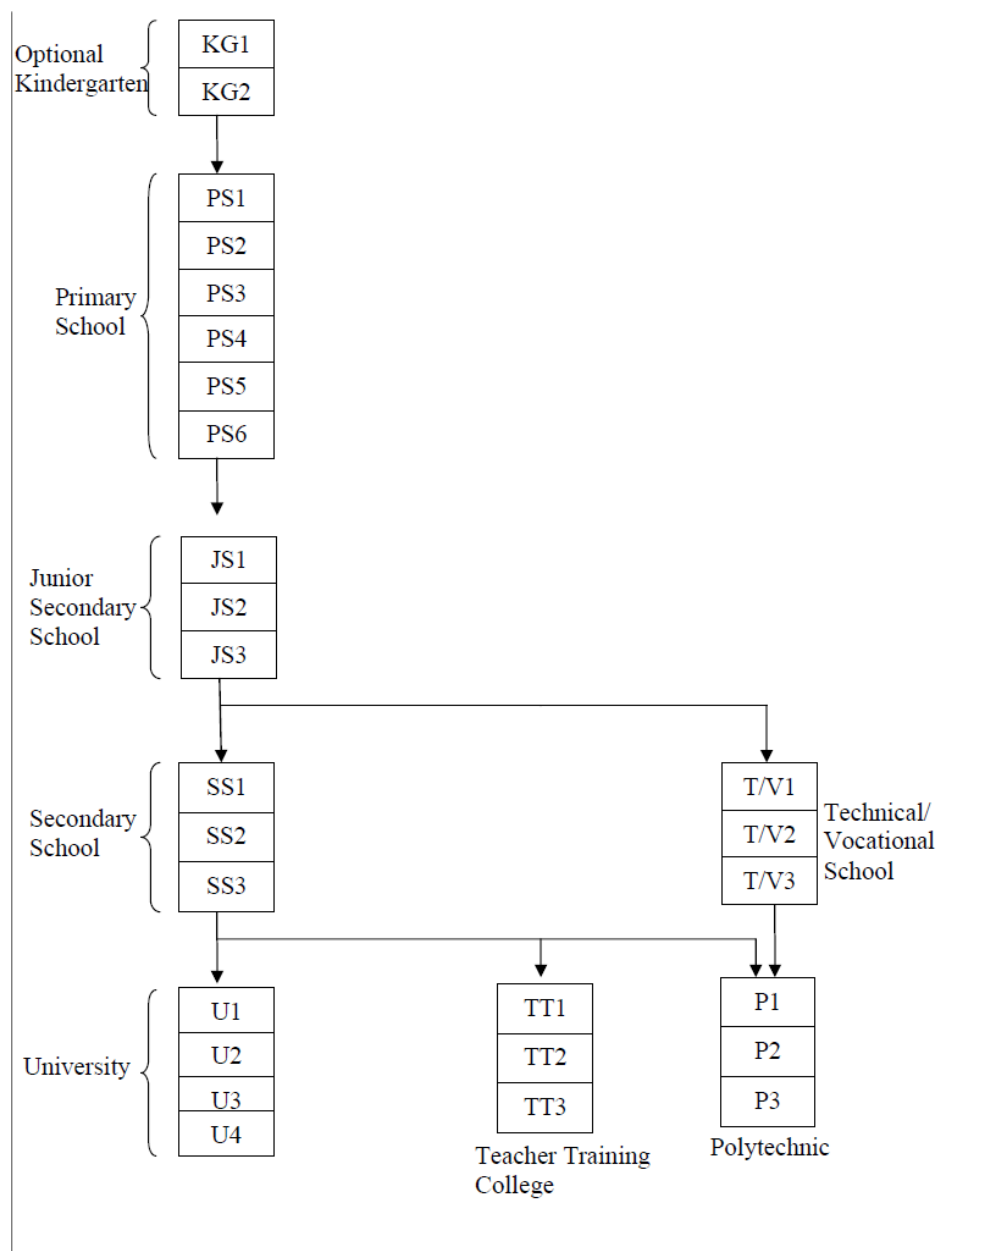 Optional
Kindergarten
KG1
KG2
Primary
School
PS1
PS2
PS3
PS4
PS5
PS6
Junior
Secondary
School
JS1
JS2
JS3
Secondary
School
SS1
SS2
SS3
T/V1
T/V2
T/V3
Technical/
Vocational
School
University
U1
U2
U3
U4
TT1
TT2
TT3
Teacher Training
College
P1
P2
P3
Polytechnic